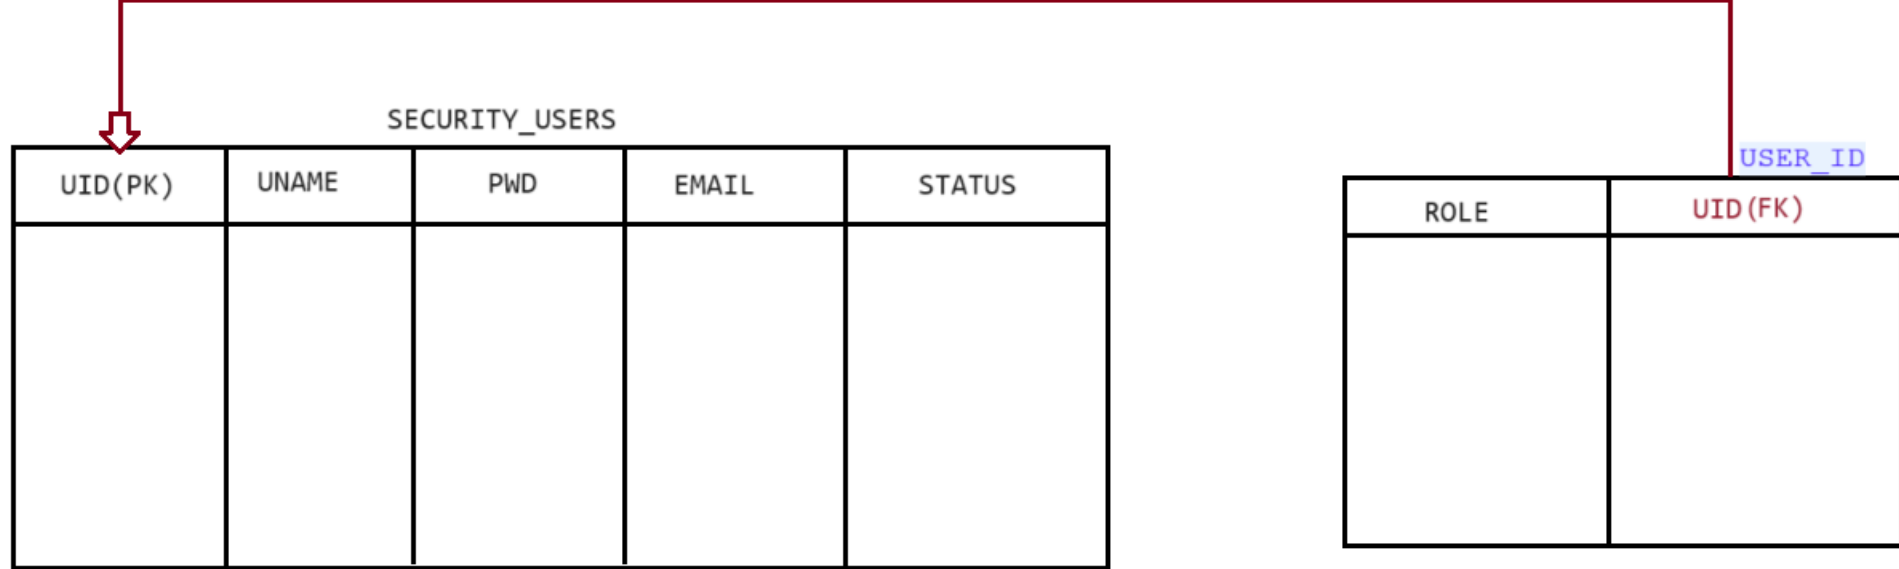 SECURITY_USERS
UID(PK) UNAME PWD EMAIL STATUS
USER_ID
ROLE UID(FK)